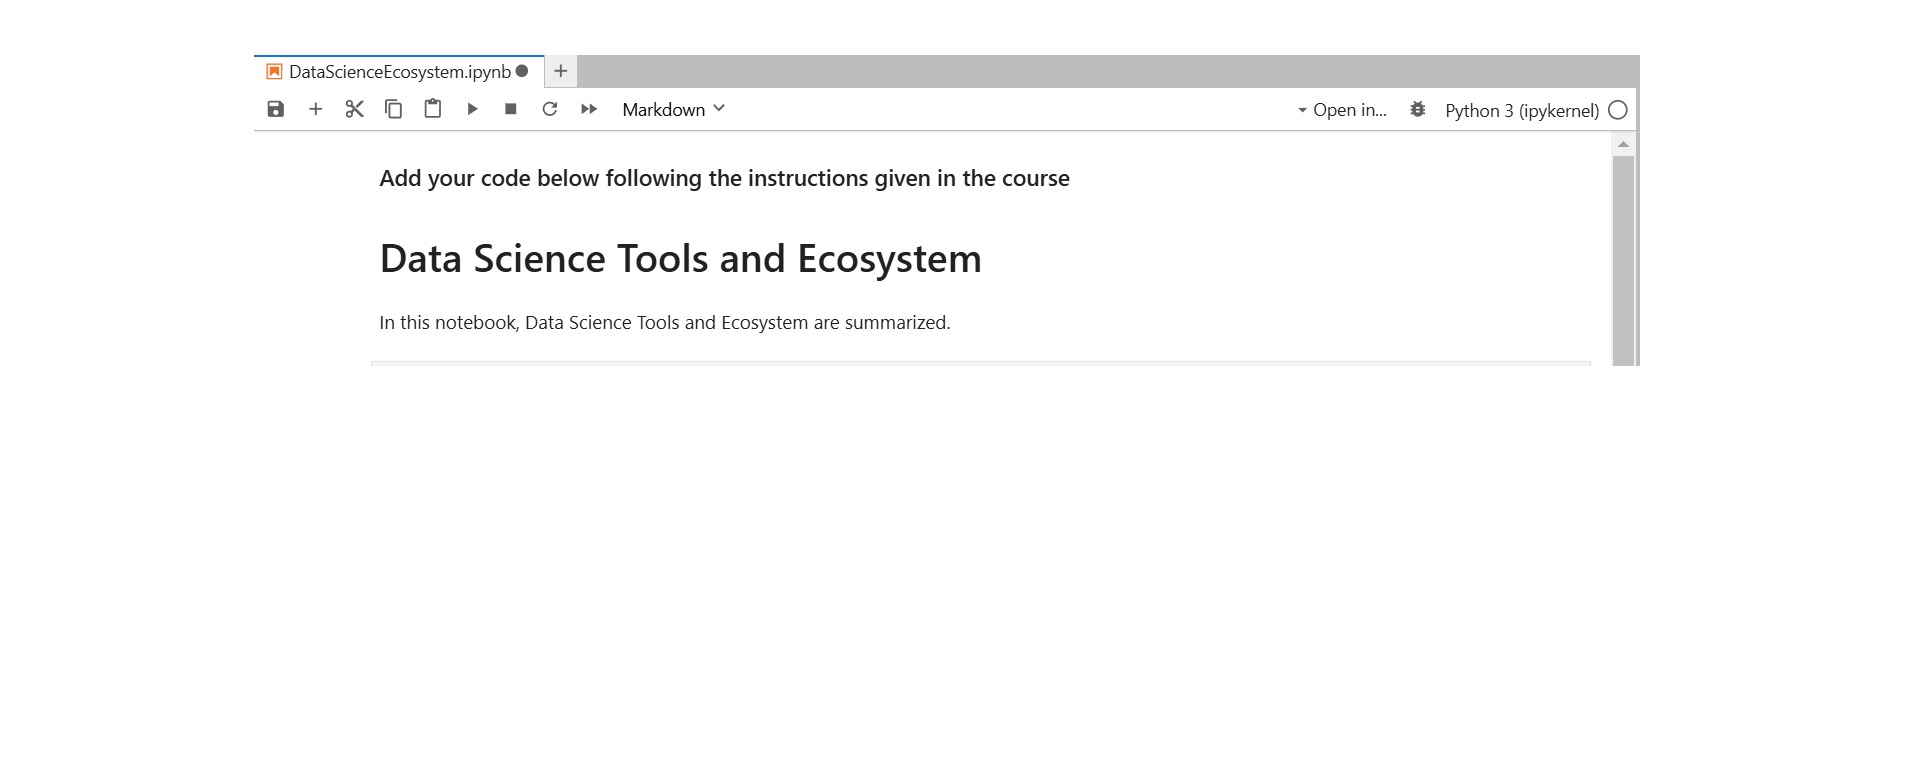 DataScienceEcosystem.ipynb
Markdown
Open in...
Python 3 (ipykernel)
Add your code below following the instructions given in the course
Data Science Tools and Ecosystem
In this notebook, Data Science Tools and Ecosystem are summarized.